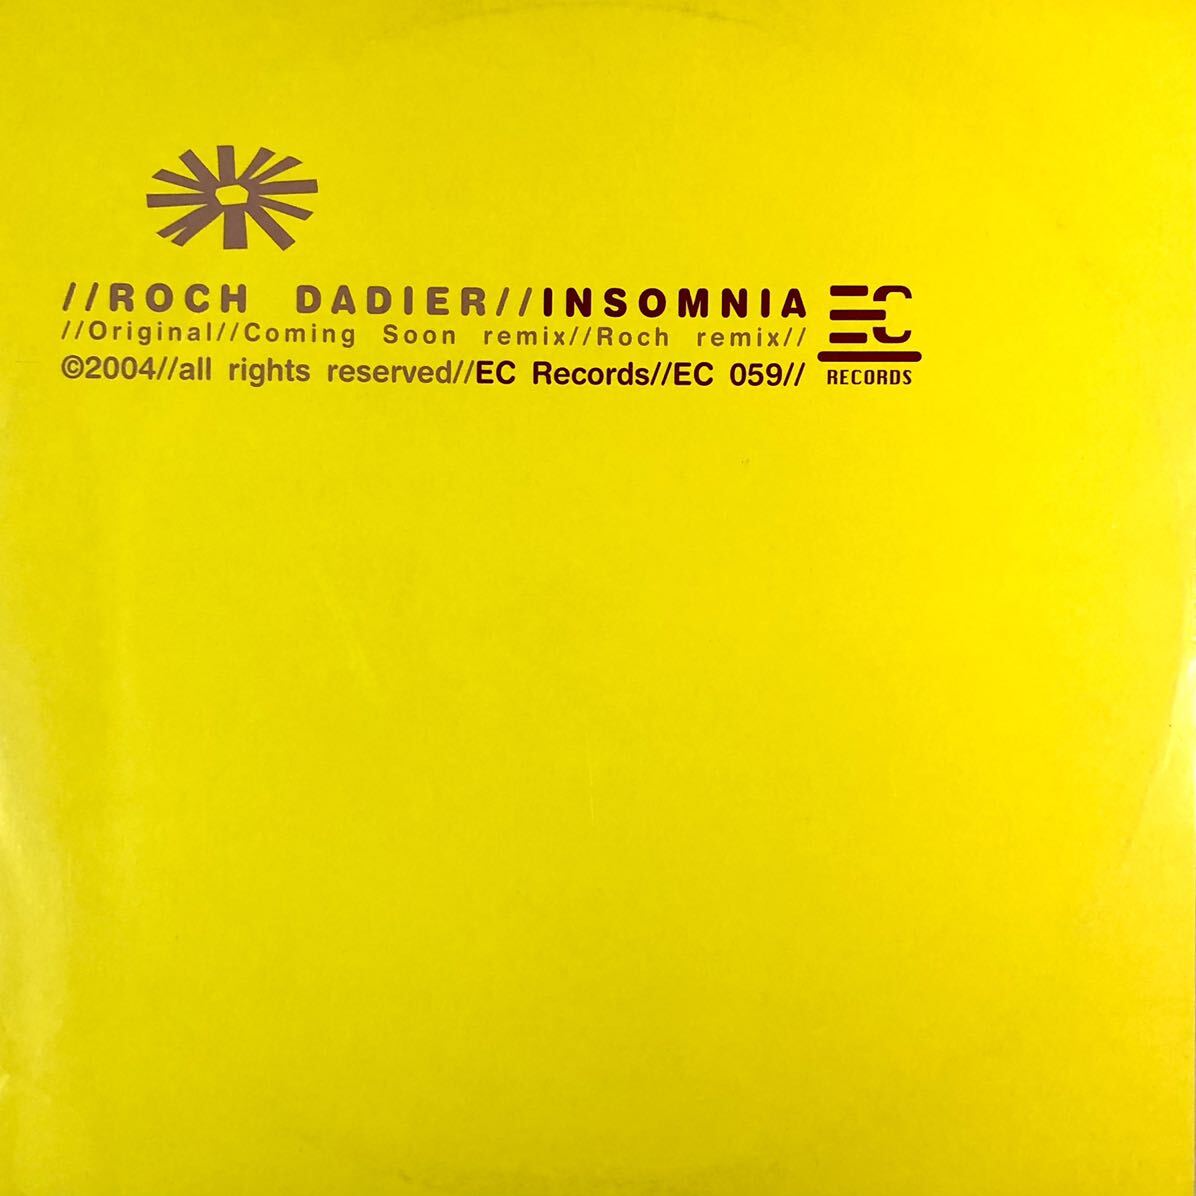 //ROCH DADIER//INSOMNIA
//Original//Coming Soon remix//Roch remix//
©2004//all rights reserved//EC Records//EC 059//
EC
RECORDS